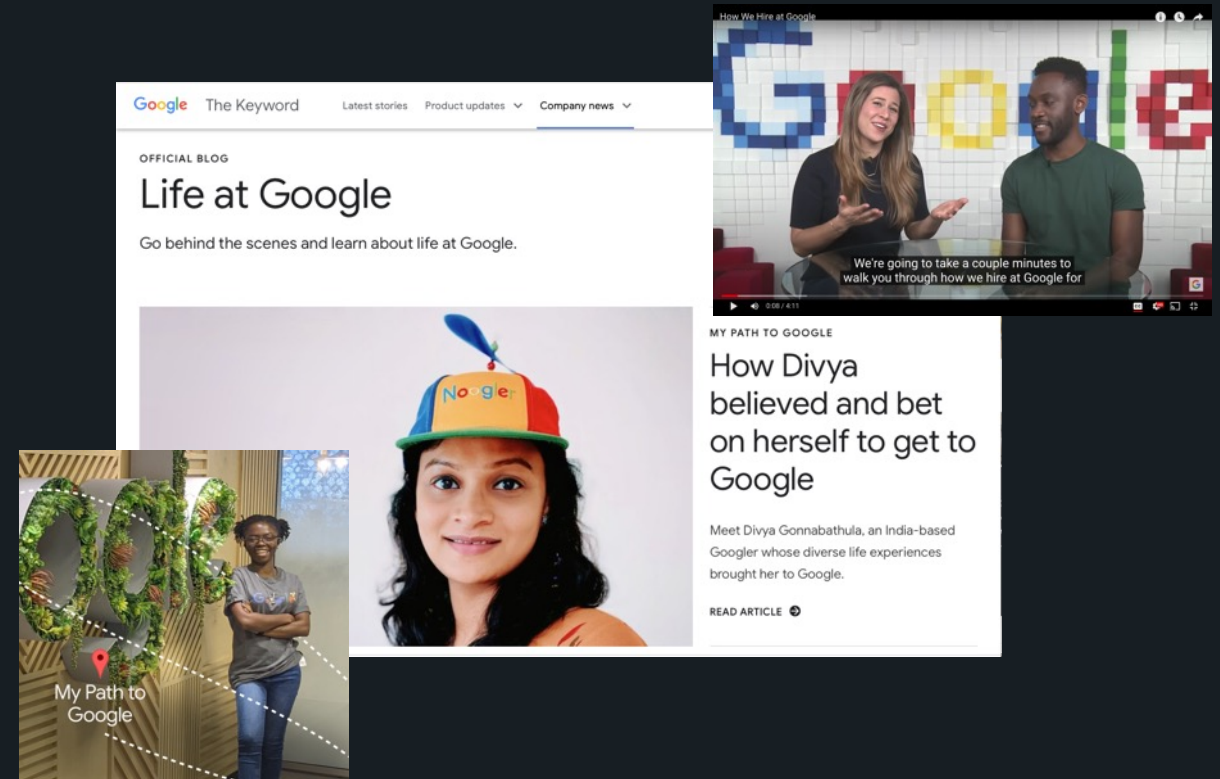 How We Hire at Google
Google
We're going to take a couple minutes to
walk you through how we hire at Google for
0:08 / 4:11
G
Google The Keyword Latest stories Product updates Company news
OFFICIAL BLOG
Life at Google
Go behind the scenes and learn about life at Google.
Noogler
MY PATH TO GOOGLE
How Divya
believed and bet
on herself to get to
Google
Meet Divya Gonnabathula, an India-based
Googler whose diverse life experiences
brought her to Google.
READ ARTICLE
My Path to
Google